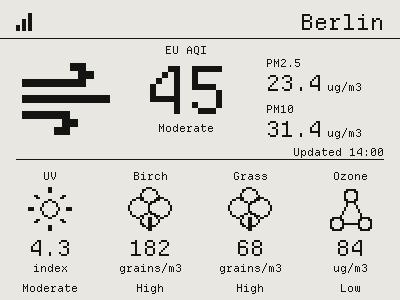 Berlin
EU AQI
45
Moderate
PM2.5
23.4 ug/m3
PM10
31.4 ug/m3
Updated 14:00
UV Birch Grass Ozone
4.3 182 68 84
index grains/m3 grains/m3 ug/m3
Moderate High High Low